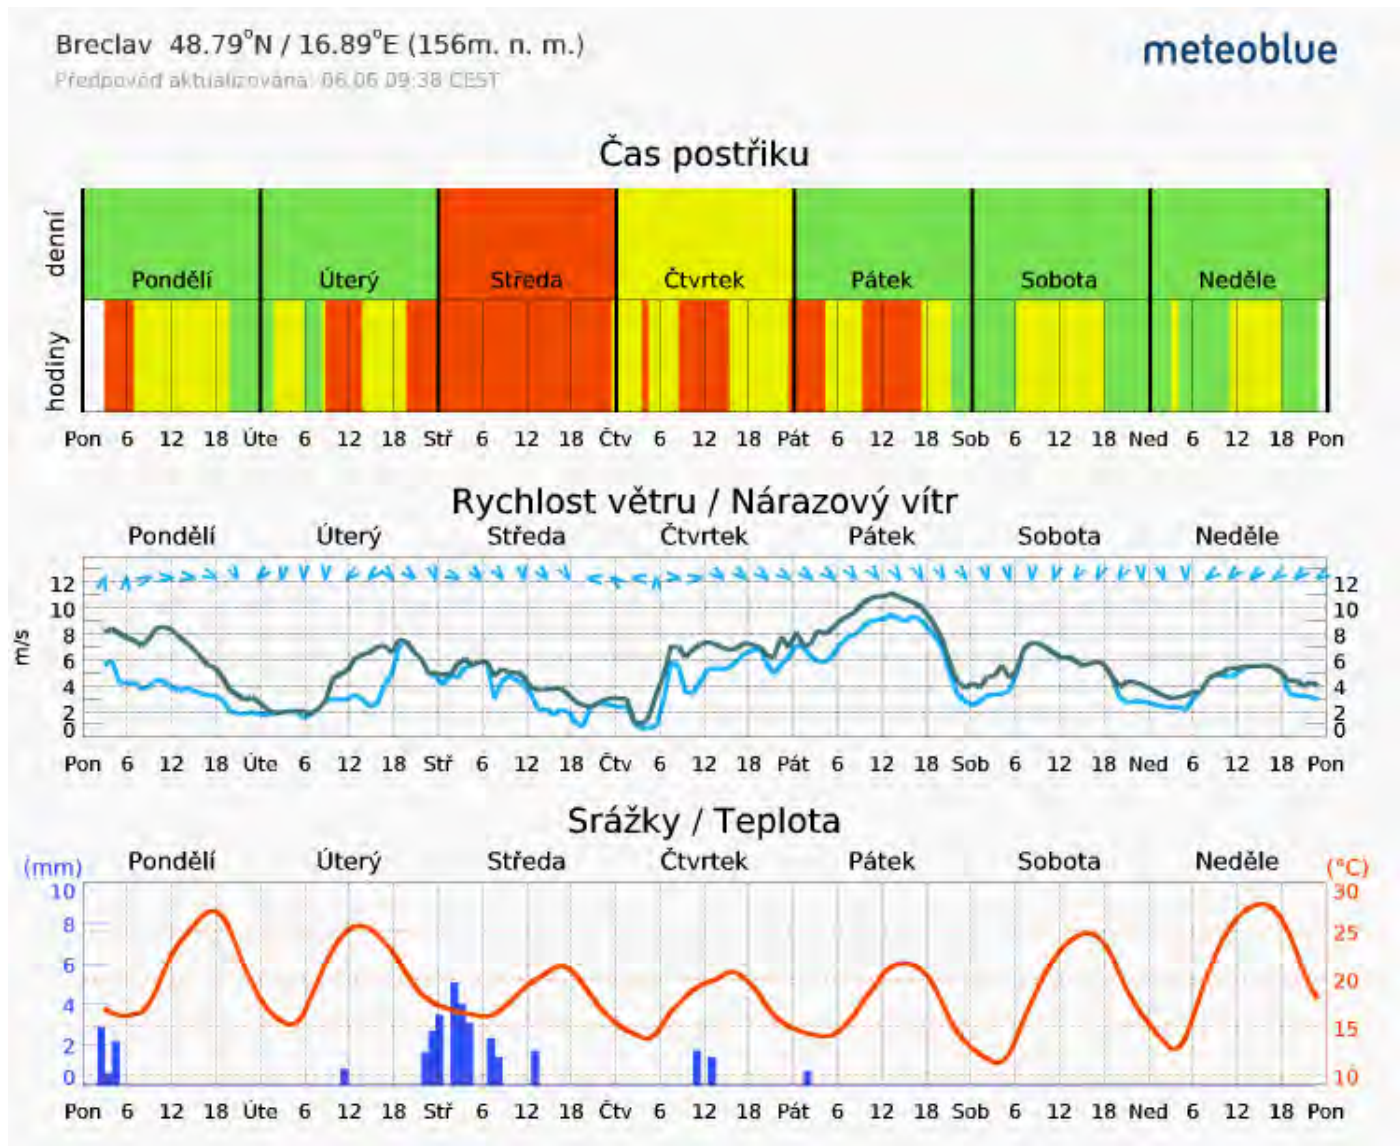 Breclav 48.79°N / 16.89°E (156m. n. m.)
meteoblue
Předpověď aktualizována: 06.06 09:38 CEST
Čas postřiku
denní
Pondělí Úterý Středa Čtvrtek Pátek Sobota Neděle
hodiny
Pon 6 12 18 Úte 6 12 18 Stř 6 12 18 Čtv 6 12 18 Pát 6 12 18 Sob 6 12 18 Ned 6 12 18 Pon
Rychlost větru / Nárazový vítr
Pondělí Úterý Středa Čtvrtek Pátek Sobota Neděle
m/s
12 12
10 10
8 8
6 6
4 4
2 2
0 0
Pon 6 12 18 Úte 6 12 18 Stř 6 12 18 Čtv 6 12 18 Pát 6 12 18 Sob 6 12 18 Ned 6 12 18 Pon
Srážky / Teplota
Pondělí Úterý Středa Čtvrtek Pátek Sobota Neděle
(mm) (°C)
10 30
8 25
6 20
4 15
2 10
0
Pon 6 12 18 Úte 6 12 18 Stř 6 12 18 Čtv 6 12 18 Pát 6 12 18 Sob 6 12 18 Ned 6 12 18 Pon